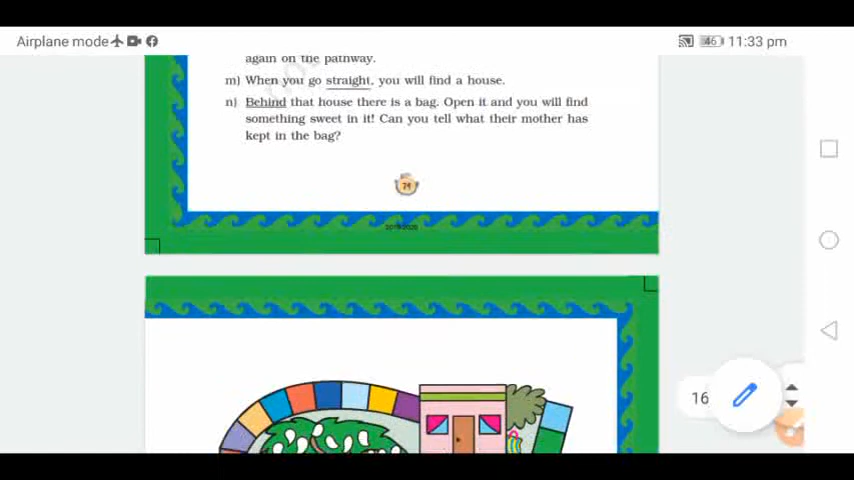 Airplane mode
46 11:33 pm
again on the pathway.
m) When you go straight, you will find a house.
n) Behind that house there is a bag. Open it and you will find
something sweet in it! Can you tell what their mother has
kept in the bag?
16